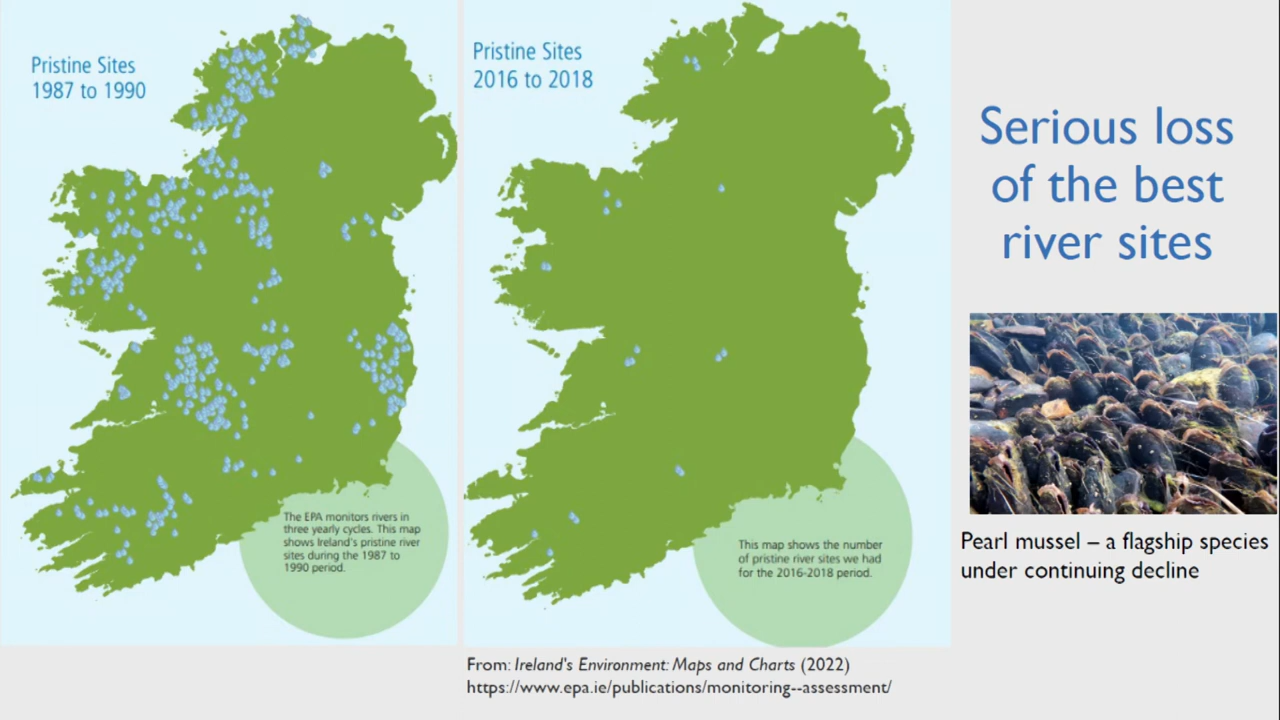 Pristine Sites
1987 to 1990
The EPA monitors rivers in
three yearly cycles. This map
shows Ireland's pristine river
sites during the 1987 to
1990 period.
Pristine Sites
2016 to 2018
This map shows the number
of pristine river sites we had
for the 2016-2018 period.
From: Ireland's Environment: Maps and Charts (2022)
https://www.epa.ie/publications/monitoring--assessment/
Serious loss
of the best
river sites
Pearl mussel – a flagship species
under continuing decline